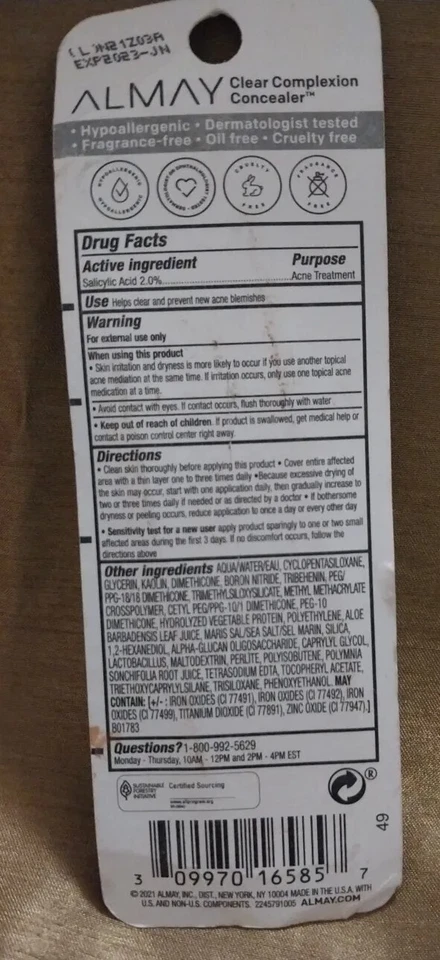 (L)N21Z03A
EXP2023-JN
ALMAY Clear Complexion
Concealer™
• Hypoallergenic • Dermatologist tested
• Fragrance-free • Oil free • Cruelty free
HYPOALLERGENIC
HYPOALLERGENIC
CRUELTY
FREE
FRAGRANCE
FREE
Drug Facts
Active ingredient Purpose
Salicylic Acid 2.0%...Acne Treatment
Use Helps clear and prevent new acne blemishes
Warning
For external use only
When using this product
• Skin irritation and dryness is more likely to occur if you use another topical
acne mediation at the same time. If irritation occurs, only use one topical acne
medication at a time.
• Avoid contact with eyes. If contact occurs, flush thoroughly with water
• Keep out of reach of children. If product is swallowed, get medical help or
contact a poison control center right away.
Directions
• Clean skin thoroughly before applying this product • Cover entire affected
area with a thin layer one to three times daily •Because excessive drying of
the skin may occur, start with one application daily, then gradually increase to
two or three times daily if needed or as directed by a doctor • If bothersome
dryness or peeling occurs, reduce application to once a day or every other day
• Sensitivity test for a new user apply product sparingly to one or two small
affected areas during the first 3 days. If no discomfort occurs, follow the
directions above
Other ingredients AQUA/WATER/EAU, CYCLOPENTASILOXANE,
GLYCERIN, KAOLIN, DIMETHICONE, BORON NITRIDE, TRIBEHENIN, PEG/
PPG-18/18 DIMETHICONE, TRIMETHYLSILOXYSILICATE, METHYL METHACRYLATE
CROSSPOLYMER, CETYL PEG/PPG-10/1 DIMETHICONE, PEG-10
DIMETHICONE, HYDROLYZED VEGETABLE PROTEIN, POLYETHYLENE, ALOE
BARBADENSIS LEAF JUICE, MARIS SAL/SEA SALT/SEL MARIN, SILICA,
1,2-HEXANEDIOL, ALPHA-GLUCAN OLIGOSACCHARIDE, CAPRYLYL GLYCOL,
LACTOBACILLUS, MALTODEXTRIN, PERLITE, POLYISOBUTENE, POLYMNIA
SONCHIFOLIA ROOT JUICE, TETRASODIUM EDTA, TOCOPHERYL ACETATE,
TRIETHOXYCAPRYLYLSILANE, TRISILOXANE, PHENOXYETHANOL. MAY
CONTAIN: [+/- : IRON OXIDES (CI 77491), IRON OXIDES (CI 77492), IRON
OXIDES (CI 77499), TITANIUM DIOXIDE (CI 77891), ZINC OXIDE (CI 77947).]
801783
Questions? 1-800-992-5629
Monday - Thursday, 10AM - 12PM and 2PM - 4PM EST
SUSTAINABLE
FORESTRY
INITIATIVE
Certified Sourcing
www.sfiprogram.org
®
49
3 09970 16585 7
© 2021 ALMAY, INC., DIST., NEW YORK, NY 10004 MADE IN THE U.S.A. WITH
U.S. AND NON-U.S. COMPONENTS. 2245791005 ALMAY.COM